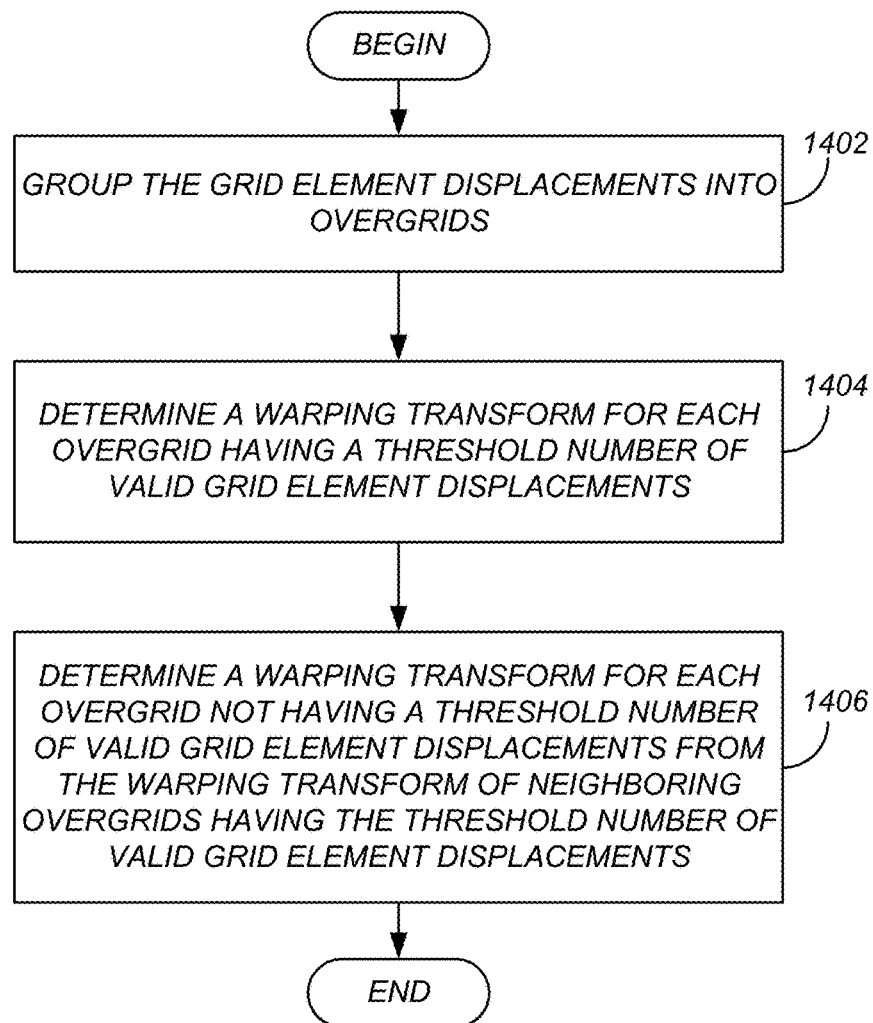 BEGIN
1402
GROUP THE GRID ELEMENT DISPLACEMENTS INTO
OVERGRIDS
1404
DETERMINE A WARPING TRANSFORM FOR EACH
OVERGRID HAVING A THRESHOLD NUMBER OF
VALID GRID ELEMENT DISPLACEMENTS
1406
DETERMINE A WARPING TRANSFORM FOR EACH
OVERGRID NOT HAVING A THRESHOLD NUMBER
OF VALID GRID ELEMENT DISPLACEMENTS FROM
THE WARPING TRANSFORM OF NEIGHBORING
OVERGRIDS HAVING THE THRESHOLD NUMBER OF
VALID GRID ELEMENT DISPLACEMENTS
END